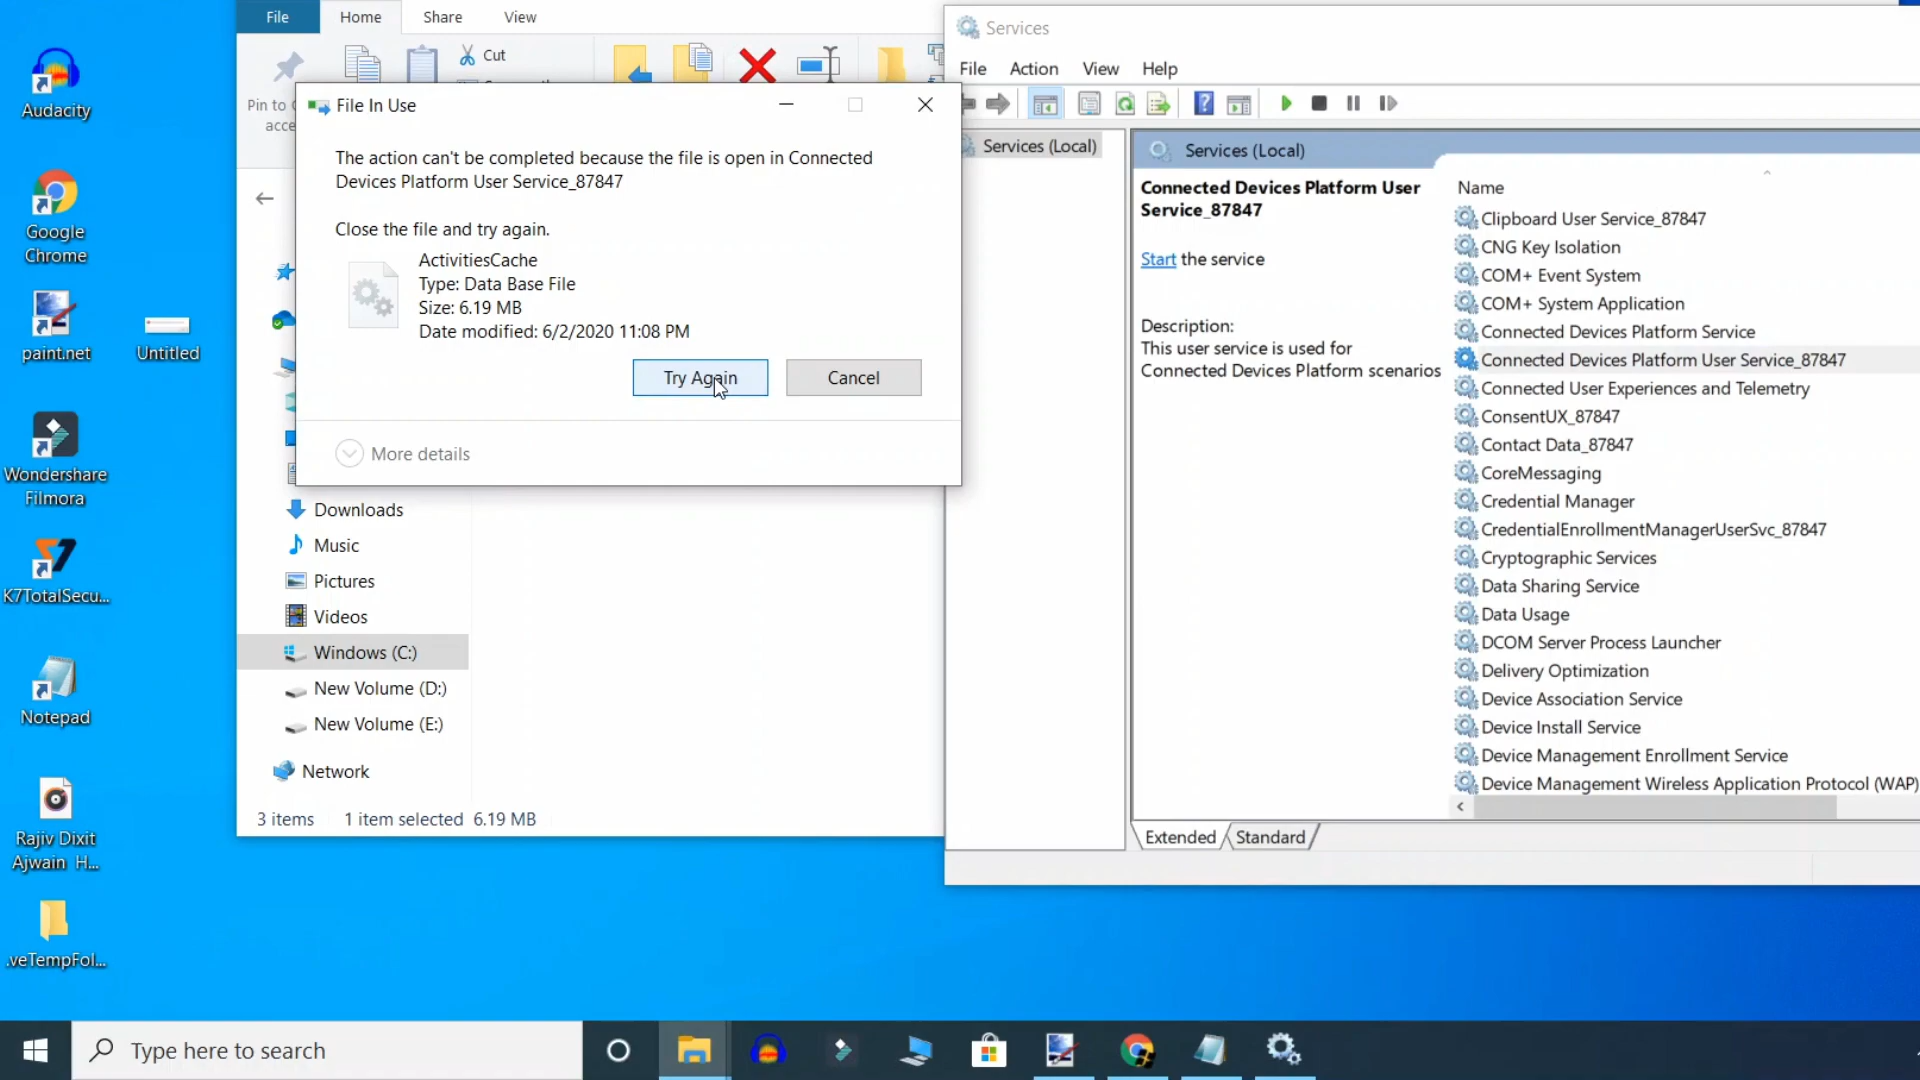 Audacity
Google
Chrome
paint.net
Untitled
Wondershare
Filmora
K7TotalSecu...
Notepad
Rajiv Dixit
Ajwain H...
.veTempFol...
File
Home
Share
View
Cut
Pin to
acce
File In Use
The action can't be completed because the file is open in Connected
Devices Platform User Service_87847
Close the file and try again.
ActivitiesCache
Type: Data Base File
Size: 6.19 MB
Date modified: 6/2/2020 11:08 PM
Try Again
Cancel
More details
Downloads
Music
Pictures
Videos
Windows (C:)
New Volume (D:)
New Volume (E:)
Network
3 items
1 item selected 6.19 MB
Services
File
Action
View
Help
Services (Local)
Services (Local)
Connected Devices Platform User
Service_87847
Start the service
Description:
This user service is used for
Connected Devices Platform scenarios
Name
Clipboard User Service_87847
CNG Key Isolation
COM+ Event System
COM+ System Application
Connected Devices Platform Service
Connected Devices Platform User Service_87847
Connected User Experiences and Telemetry
ConsentUX_87847
Contact Data_87847
CoreMessaging
Credential Manager
CredentialEnrollmentManagerUserSvc_87847
Cryptographic Services
Data Sharing Service
Data Usage
DCOM Server Process Launcher
Delivery Optimization
Device Association Service
Device Install Service
Device Management Enrollment Service
Device Management Wireless Application Protocol (WAP)
Extended
Standard
Type here to search